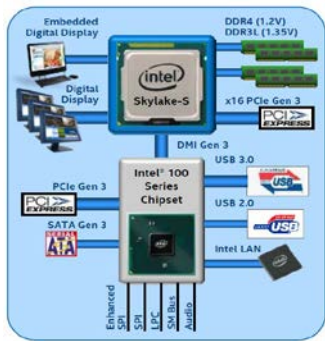 Embedded
Digital Display
DDR4 (1.2V)
DDR3L (1.35V)
intel
Skylake-S
Digital
Display
x16 PCIe Gen 3
PCI
EXPRESS
DMI Gen 3
Intel® 100
Series
Chipset
USB 3.0
USB
PCIe Gen 3
PCI
EXPRESS
USB 2.0
USB
SATA Gen 3
SERIAL
ATA
Intel LAN
Enhanced
SPI
SPI
LPC
SM Bus
Audio